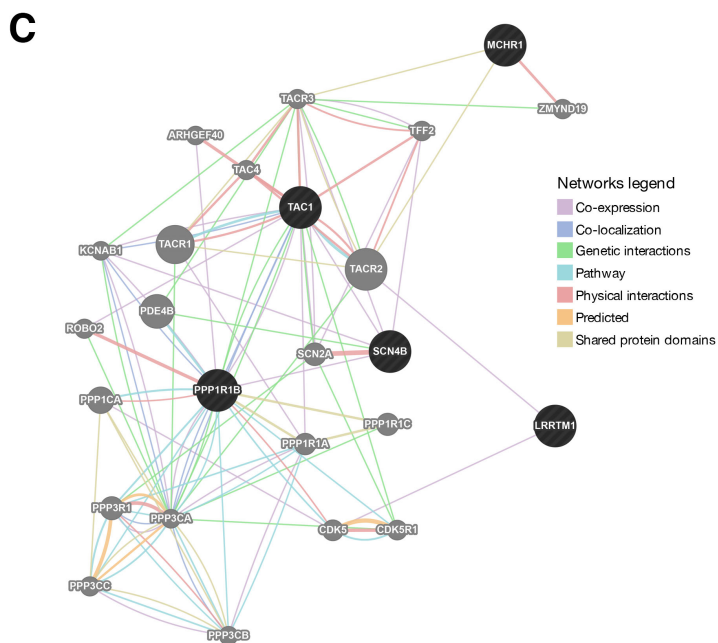 C
MCHR1
TACR3
ZMYND19
ARHGEF40
TFF2
TAC4
TAC1
Networks legend
Co-expression
Co-localization
Genetic interactions
Pathway
Physical interactions
Predicted
Shared protein domains
KCNAB1
TACR1
TACR2
PDE4B
ROBO2
SCN2A
SCN4B
PPP1R1B
PPP1CA
PPP1R1C
LRRTM1
PPP1R1A
PPP3R1
PPP3CA
CDK5
CDK5R1
PPP3CC
PPP3CB